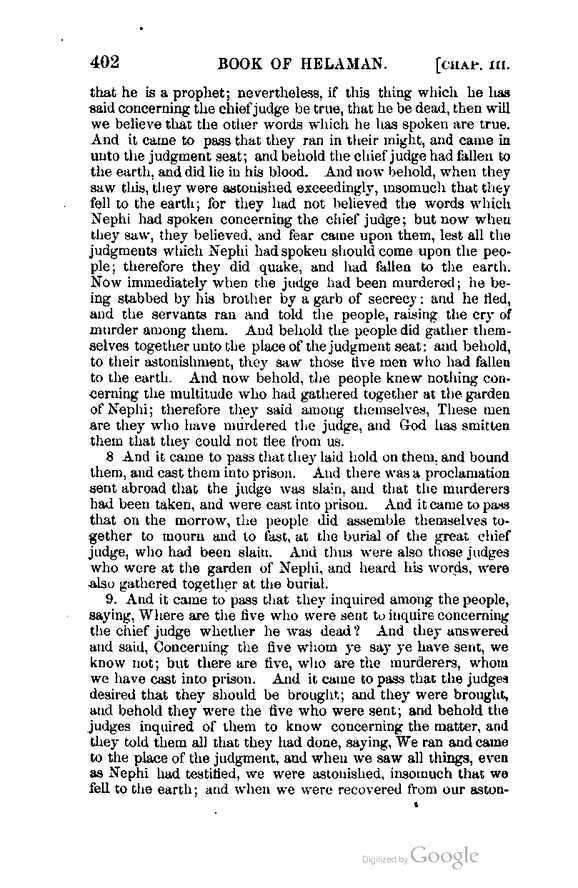 402 BOOK OF HELAMAN. [CHAP. III.
that he is a prophet; nevertheless, if this thing which he has
said concerning the chief judge be true, that he be dead, then will
we believe that the other words which he has spoken are true.
And it came to pass that they ran in their might, and came in
unto the judgment seat; and behold the chief judge had fallen to
the earth, and did lie in his blood. And now behold, when they
saw this, they were astonished exceedingly, insomuch that they
fell to the earth; for they had not believed the words which
Nephi had spoken concerning the chief judge; but now when
they saw, they believed, and fear came upon them, lest all the
judgments which Nephi had spoken should come upon the peo-
ple; therefore they did quake, and had fallen to the earth.
Now immediately when the judge had been murdered; he be-
ing stabbed by his brother by a garb of secrecy; and he fled,
and the servants ran and told the people, raising the cry of
murder among them. And behold the people did gather them-
selves together unto the place of the judgment seat: and behold,
to their astonishment, they saw those five men who had fallen
to the earth. And now behold, the people knew nothing con-
cerning the multitude who had gathered together at the garden
of Nephi; therefore they said among themselves, These men
are they who have murdered the judge, and God has smitten
them that they could not flee from us.
8 And it came to pass that they laid hold on them, and bound
them, and cast them into prison. And there was a proclamation
sent abroad that the judge was slain, and that the murderers
had been taken, and were cast into prison. And it came to pass
that on the morrow, the people did assemble themselves to-
gether to mourn and to fast, at the burial of the great chief
judge, who had been slain. And thus were also those judges
who were at the garden of Nephi, and heard his words, were
also gathered together at the burial.
9. And it came to pass that they inquired among the people,
saying, Where are the five who were sent to inquire concerning
the chief judge whether he was dead? And they answered
and said, Concerning the five whom ye say ye have sent, we
know not; but there are five, who are the murderers, whom
we have cast into prison. And it came to pass that the judges
desired that they should be brought; and they were brought,
and behold they were the five who were sent; and behold the
judges inquired of them to know concerning the matter, and
they told them all that they had done, saying, We ran and came
to the place of the judgment, and when we saw all things, even
as Nephi had testified, we were astonished, insomuch that we
fell to the earth; and when we were recovered from our aston-
Digitized by Google